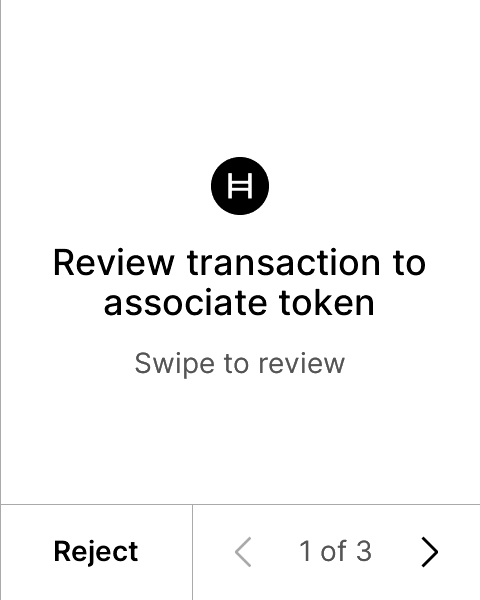 Review transaction to
associate token
Swipe to review
Reject
1 of 3